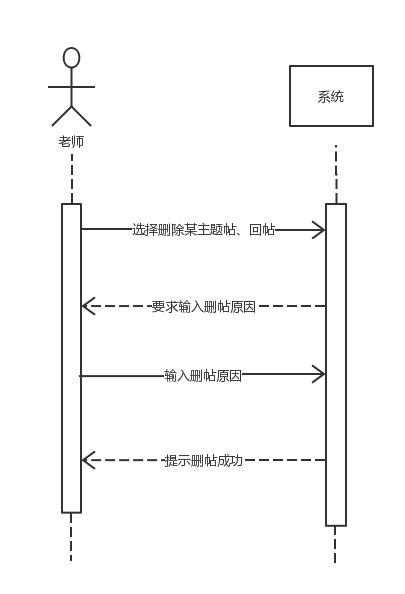 系统
老师
选择删除某主题帖、回帖
要求输入删帖原因
输入删帖原因
提示删帖成功